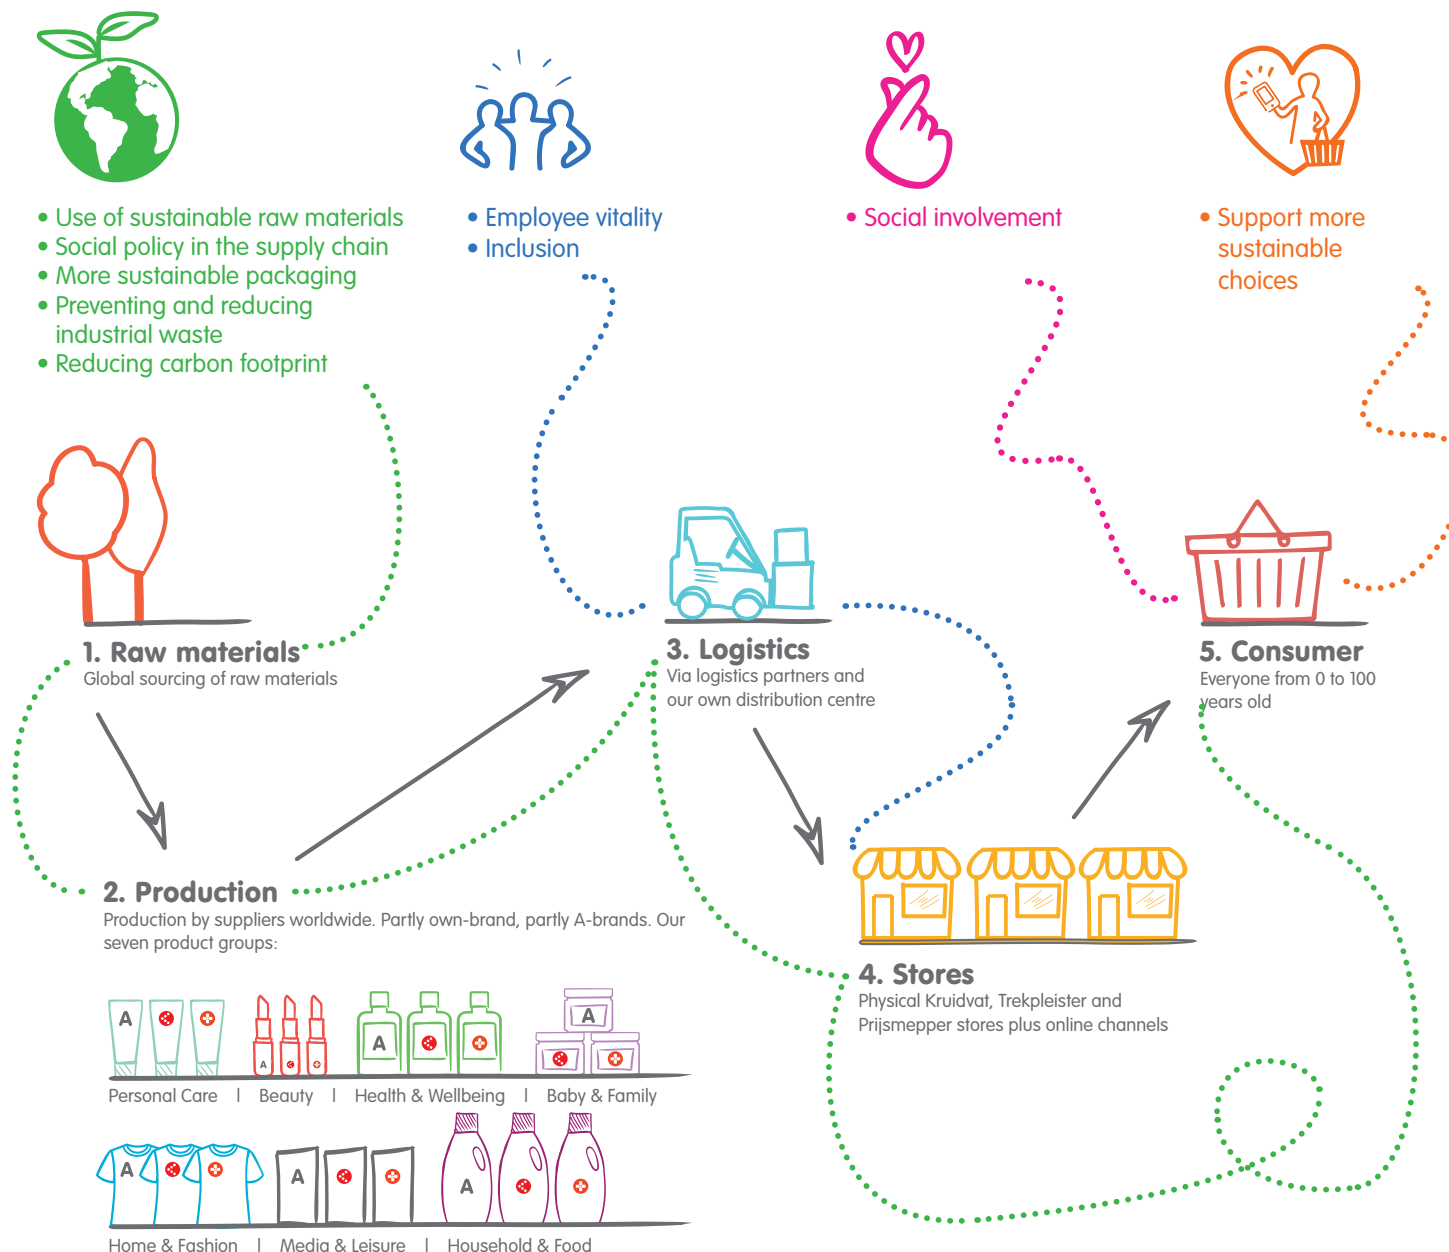 • Use of sustainable raw materials
• Social policy in the supply chain
• More sustainable packaging
• Preventing and reducing
industrial waste
• Reducing carbon footprint
• Employee vitality
• Inclusion
• Social involvement
• Support more
sustainable
choices
1. Raw materials
Global sourcing of raw materials
2. Production
Production by suppliers worldwide. Partly own-brand, partly A-brands. Our
seven product groups:
A
A
A
A
Personal Care | Beauty | Health & Wellbeing | Baby & Family
A
A
A
Home & Fashion | Media & Leisure | Household & Food
3. Logistics
Via logistics partners and
our own distribution centre
4. Stores
Physical Kruidvat, Trekpleister and
Prijsmepper stores plus online channels
5. Consumer
Everyone from 0 to 100
years old